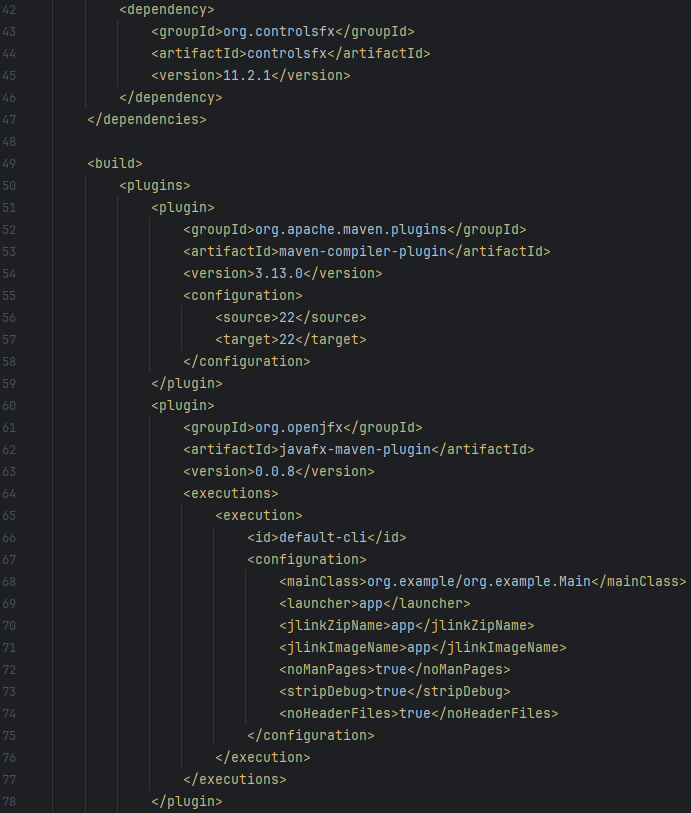 42 <dependency>
43 <groupId>org.controlsfx</groupId>
44 <artifactId>controlsfx</artifactId>
45 <version>11.2.1</version>
46 </dependency>
47 </dependencies>
48
49 <build>
50 <plugins>
51 <plugin>
52 <groupId>org.apache.maven.plugins</groupId>
53 <artifactId>maven-compiler-plugin</artifactId>
54 <version>3.13.0</version>
55 <configuration>
56 <source>22</source>
57 <target>22</target>
58 </configuration>
59 </plugin>
60 <plugin>
61 <groupId>org.openjfx</groupId>
62 <artifactId>javafx-maven-plugin</artifactId>
63 <version>0.0.8</version>
64 <executions>
65 <execution>
66 <id>default-cli</id>
67 <configuration>
68 <mainClass>org.example/org.example.Main</mainClass>
69 <launcher>app</launcher>
70 <jlinkZipName>app</jlinkZipName>
71 <jlinkImageName>app</jlinkImageName>
72 <noManPages>true</noManPages>
73 <stripDebug>true</stripDebug>
74 <noHeaderFiles>true</noHeaderFiles>
75 </configuration>
76 </execution>
77 </executions>
78 </plugin>